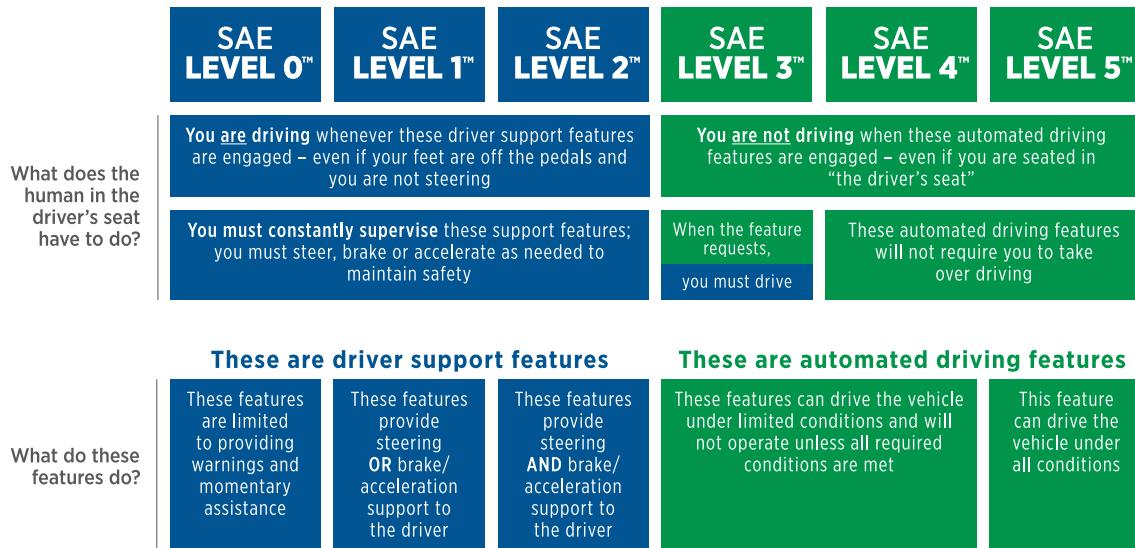 SAE
LEVEL 0™
SAE
LEVEL 1™
SAE
LEVEL 2™
SAE
LEVEL 3™
SAE
LEVEL 4™
SAE
LEVEL 5™
What does the
human in the
driver's seat
have to do?
You are driving whenever these driver support features
are engaged – even if your feet are off the pedals and
you are not steering
You are not driving when these automated driving
features are engaged – even if you are seated in
“the driver's seat”
You must constantly supervise these support features;
you must steer, brake or accelerate as needed to
maintain safety
When the feature
requests,
you must drive
These automated driving features
will not require you to take
over driving
These are driver support features
These are automated driving features
What do these
features do?
These features
are limited
to providing
warnings and
momentary
assistance
These features
provide
steering
OR brake/
acceleration
support to
the driver
These features
provide
steering
AND brake/
acceleration
support to
the driver
These features can drive the vehicle
under limited conditions and will
not operate unless all required
conditions are met
This feature
can drive the
vehicle under
all conditions